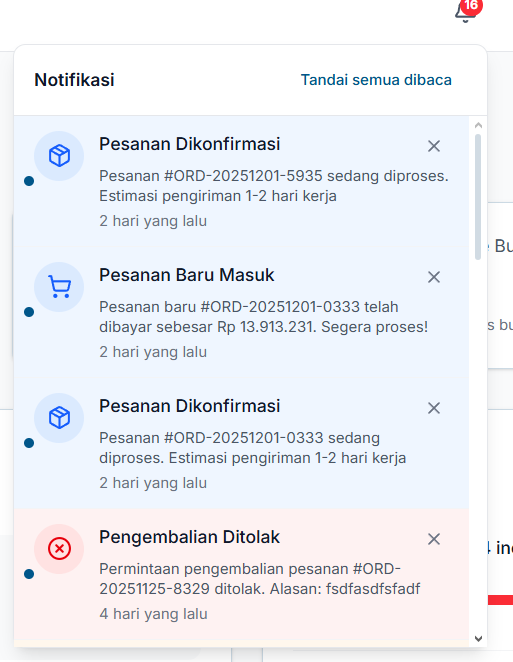 16
Notifikasi
Tandai semua dibaca
Pesanan Dikonfirmasi
Pesanan #ORD-20251201-5935 sedang diproses.
Estimasi pengiriman 1-2 hari kerja
2 hari yang lalu
Pesanan Baru Masuk
Pesanan baru #ORD-20251201-0333 telah
dibayar sebesar Rp 13.913.231. Segera proses!
2 hari yang lalu
Pesanan Dikonfirmasi
Pesanan #ORD-20251201-0333 sedang
diproses. Estimasi pengiriman 1-2 hari kerja
2 hari yang lalu
Pengembalian Ditolak
Permintaan pengembalian pesanan #ORD-
20251125-8329 ditolak. Alasan: fsdfasdfsfadf
4 hari yang lalu